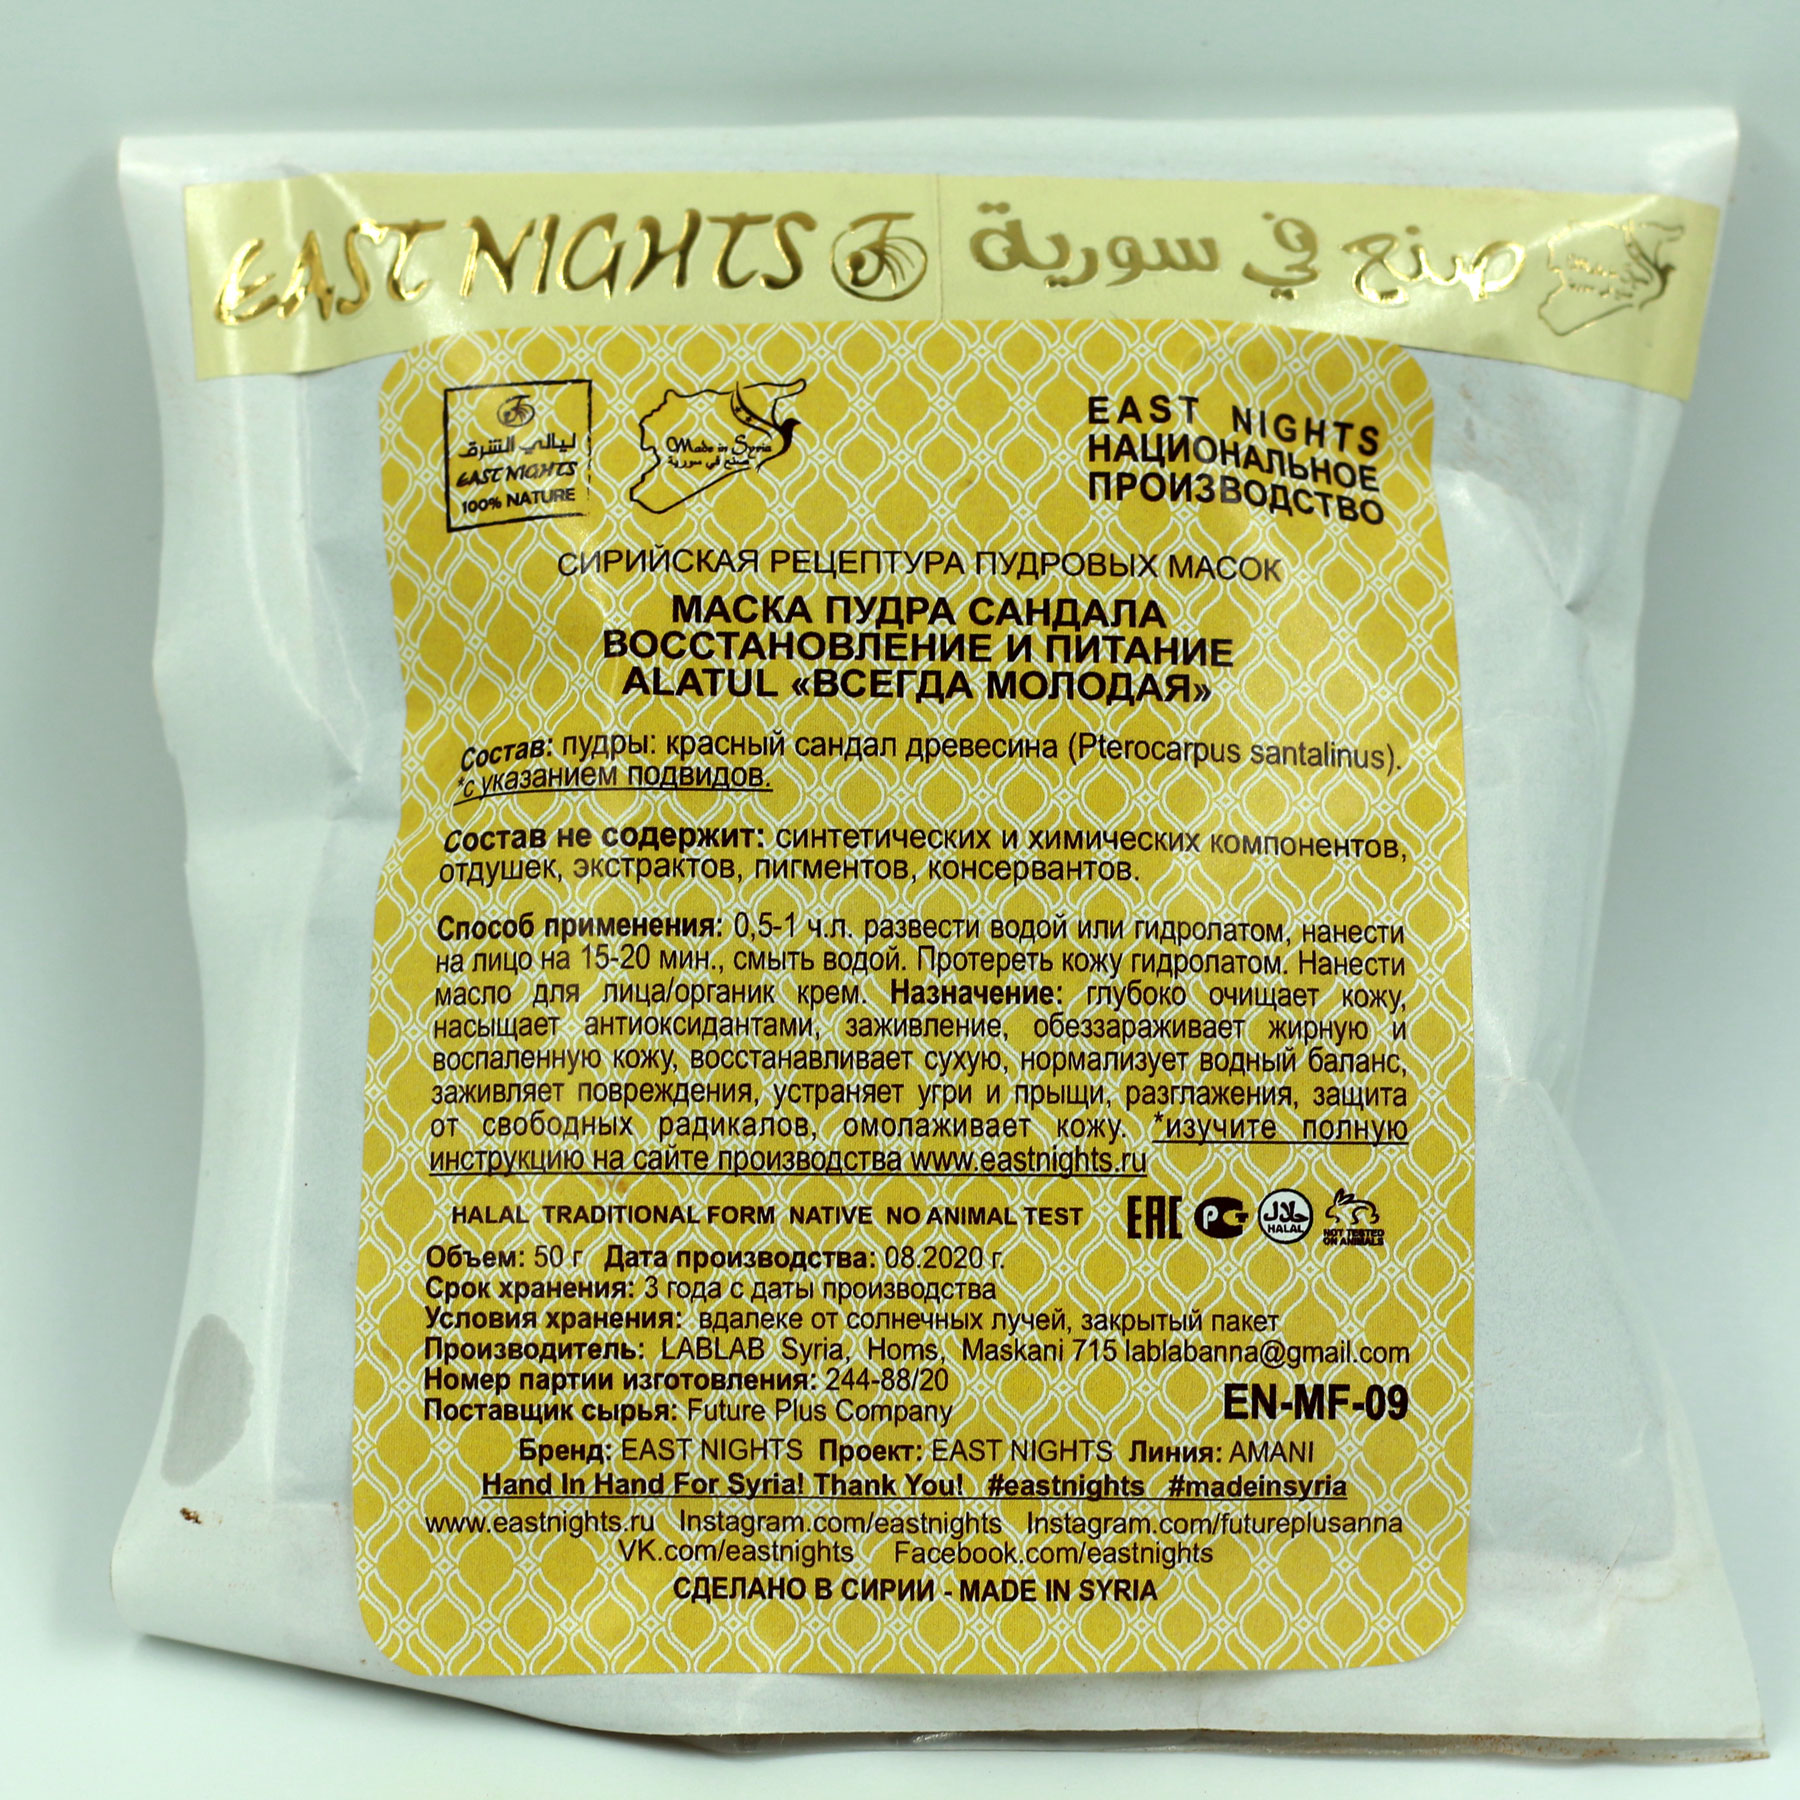 EAST NIGHTS صنع في سورية
ليالي الشرق
EAST NIGHTS
100% NATURE
Made in Syria
صنع في سورية
EAST NIGHTS
НАЦИОНАЛЬНОЕ
ПРОИЗВОДСТВО
СИРИЙСКАЯ РЕЦЕПТУРА ПУДРОВЫХ МАСОК
МАСКА ПУДРА САНДАЛА
ВОССТАНОВЛЕНИЕ И ПИТАНИЕ
ALATUL «ВСЕГДА МОЛОДАЯ»
Состав: пудры: красный сандал древесина (Pterocarpus santalinus).
*с указанием подвидов.
Состав не содержит: синтетических и химических компонентов,
отдушек, экстрактов, пигментов, консервантов.
Способ применения: 0,5-1 ч.л. развести водой или гидролатом, нанести
на лицо на 15-20 мин., смыть водой. Протереть кожу гидролатом. Нанести
масло для лица/органик крем. Назначение: глубоко очищает кожу,
насыщает антиоксидантами, заживление, обеззараживает жирную и
воспаленную кожу, восстанавливает сухую, нормализует водный баланс,
заживляет повреждения, устраняет угри и прыщи, разглажения, защита
от свободных радикалов, омолаживает кожу. *изучите полную
инструкцию на сайте производства www.eastnights.ru
HALAL TRADITIONAL FORM NATIVE NO ANIMAL TEST EAC РСТ حلال HALAL NOT TESTED ON ANIMALS
Объем: 50 г Дата производства: 08.2020 г.
Срок хранения: 3 года с даты производства
Условия хранения: вдалеке от солнечных лучей, закрытый пакет
Производитель: LABLAB Syria, Homs, Maskani 715 lablabanna@gmail.com
Номер партии изготовления: 244-88/20
Поставщик сырья: Future Plus Company
EN-MF-09
Бренд: EAST NIGHTS Проект: EAST NIGHTS Линия: AMANI
Hand In Hand For Syria! Thank You! #eastnights #madeinsyria
www.eastnights.ru Instagram.com/eastnights Instagram.com/futureplusanna
VK.com/eastnights Facebook.com/eastnights
СДЕЛАНО В СИРИИ - MADE IN SYRIA